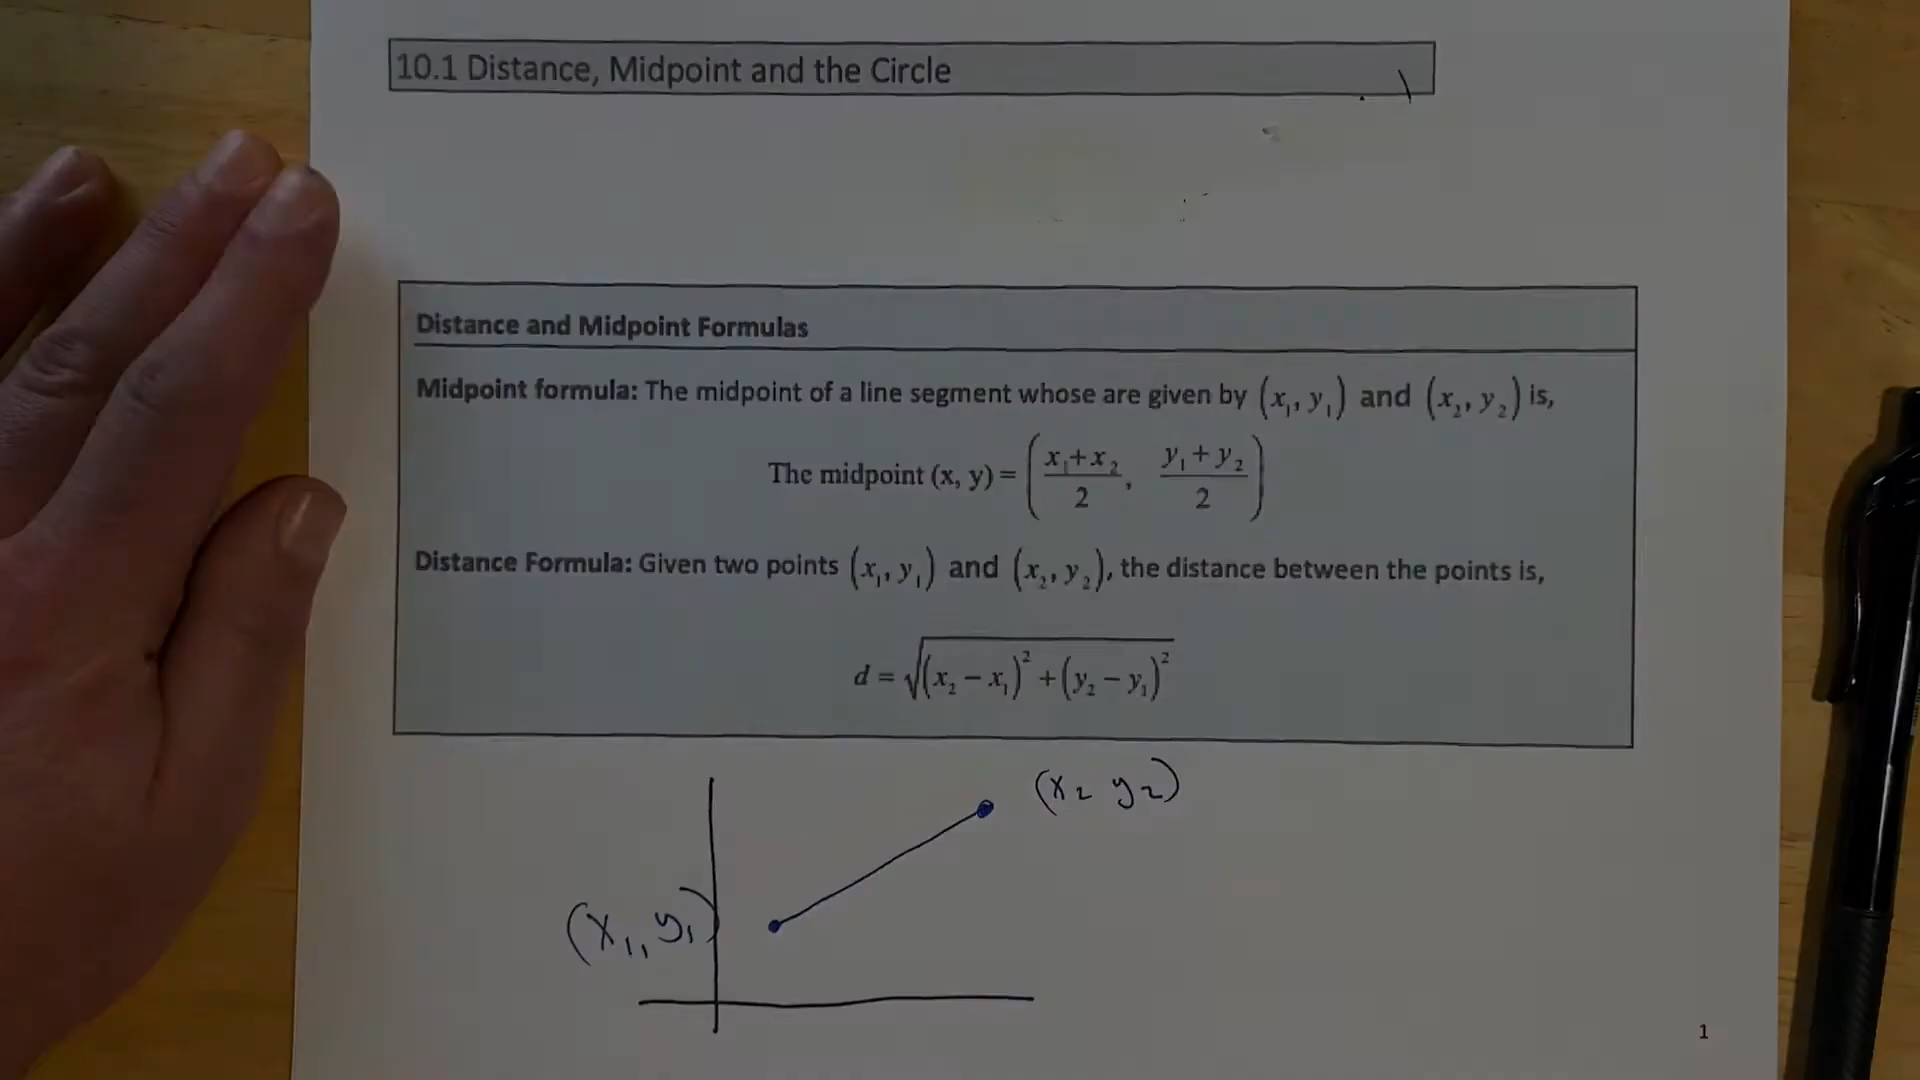 10.1 Distance, Midpoint and the Circle
Distance and Midpoint Formulas
Midpoint formula: The midpoint of a line segment whose are given by (x₁, y₁) and (x₂, y₂) is,
The midpoint (x, y) = ( (x₁+x₂)/2, (y₁+y₂)/2 )
Distance Formula: Given two points (x₁, y₁) and (x₂, y₂), the distance between the points is,
d = √((x₂ − x₁)² + (y₂ − y₁)²)
(x₂ y₂)
(x₁, y₁)
1